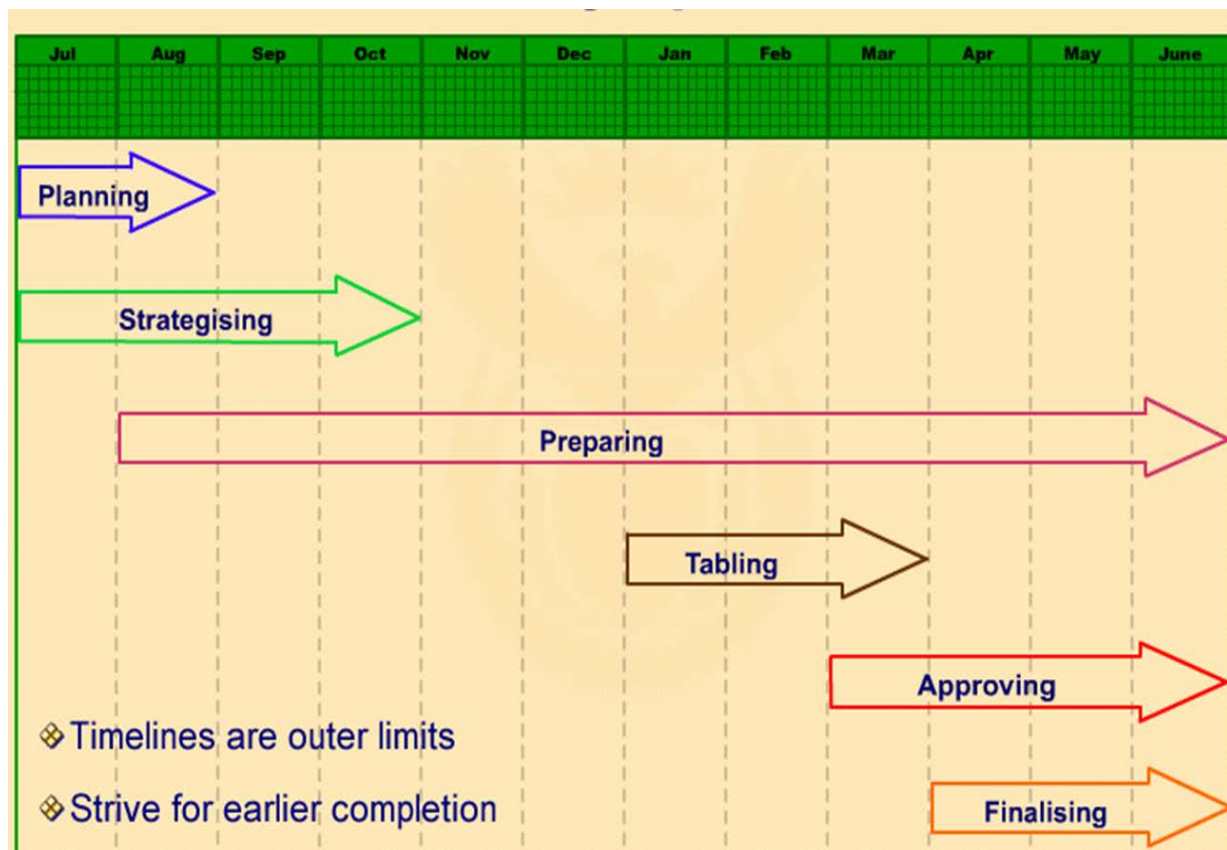 Jul Aug Sep Oct Nov Dec Jan Feb Mar Apr May June
Planning
Strategising
Preparing
Tabling
Approving
Timelines are outer limits
Strive for earlier completion
Finalising